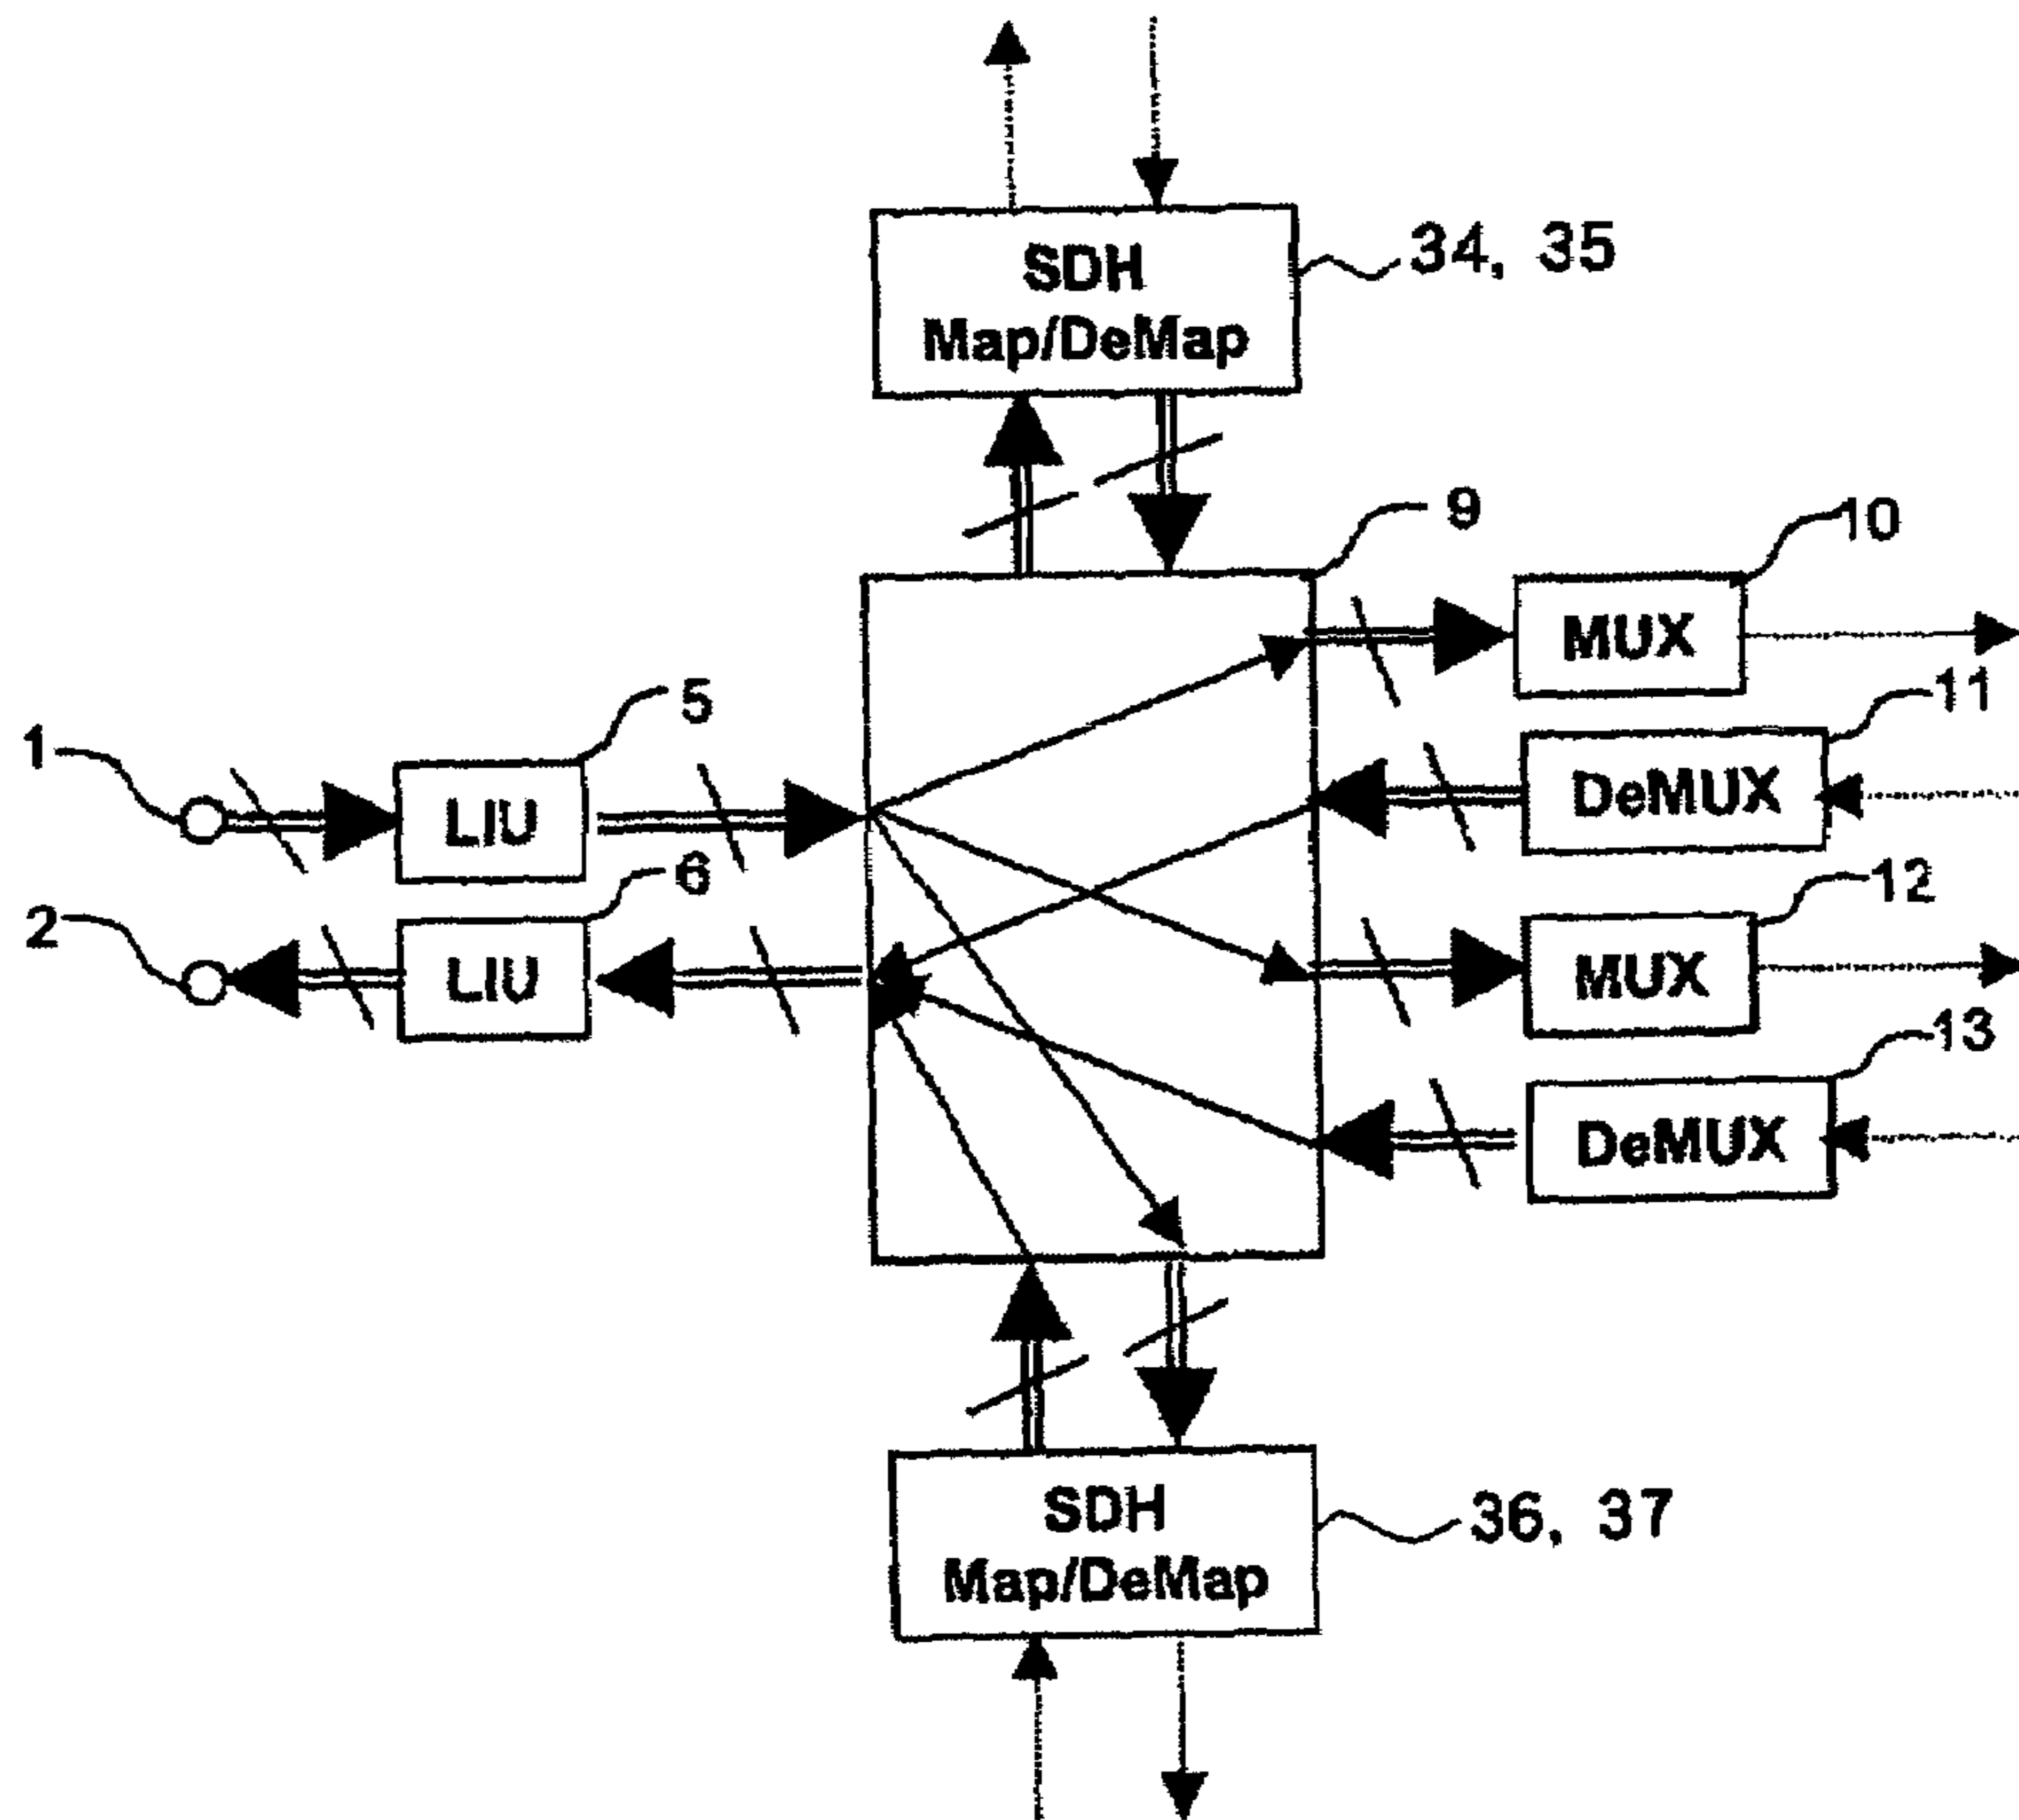 SDH
Map/DeMap
34, 35
9
10
MUX
11
5
1
LIU
DeMUX
6
12
2
LIU
MUX
13
DeMUX
SDH
Map/DeMap
36, 37